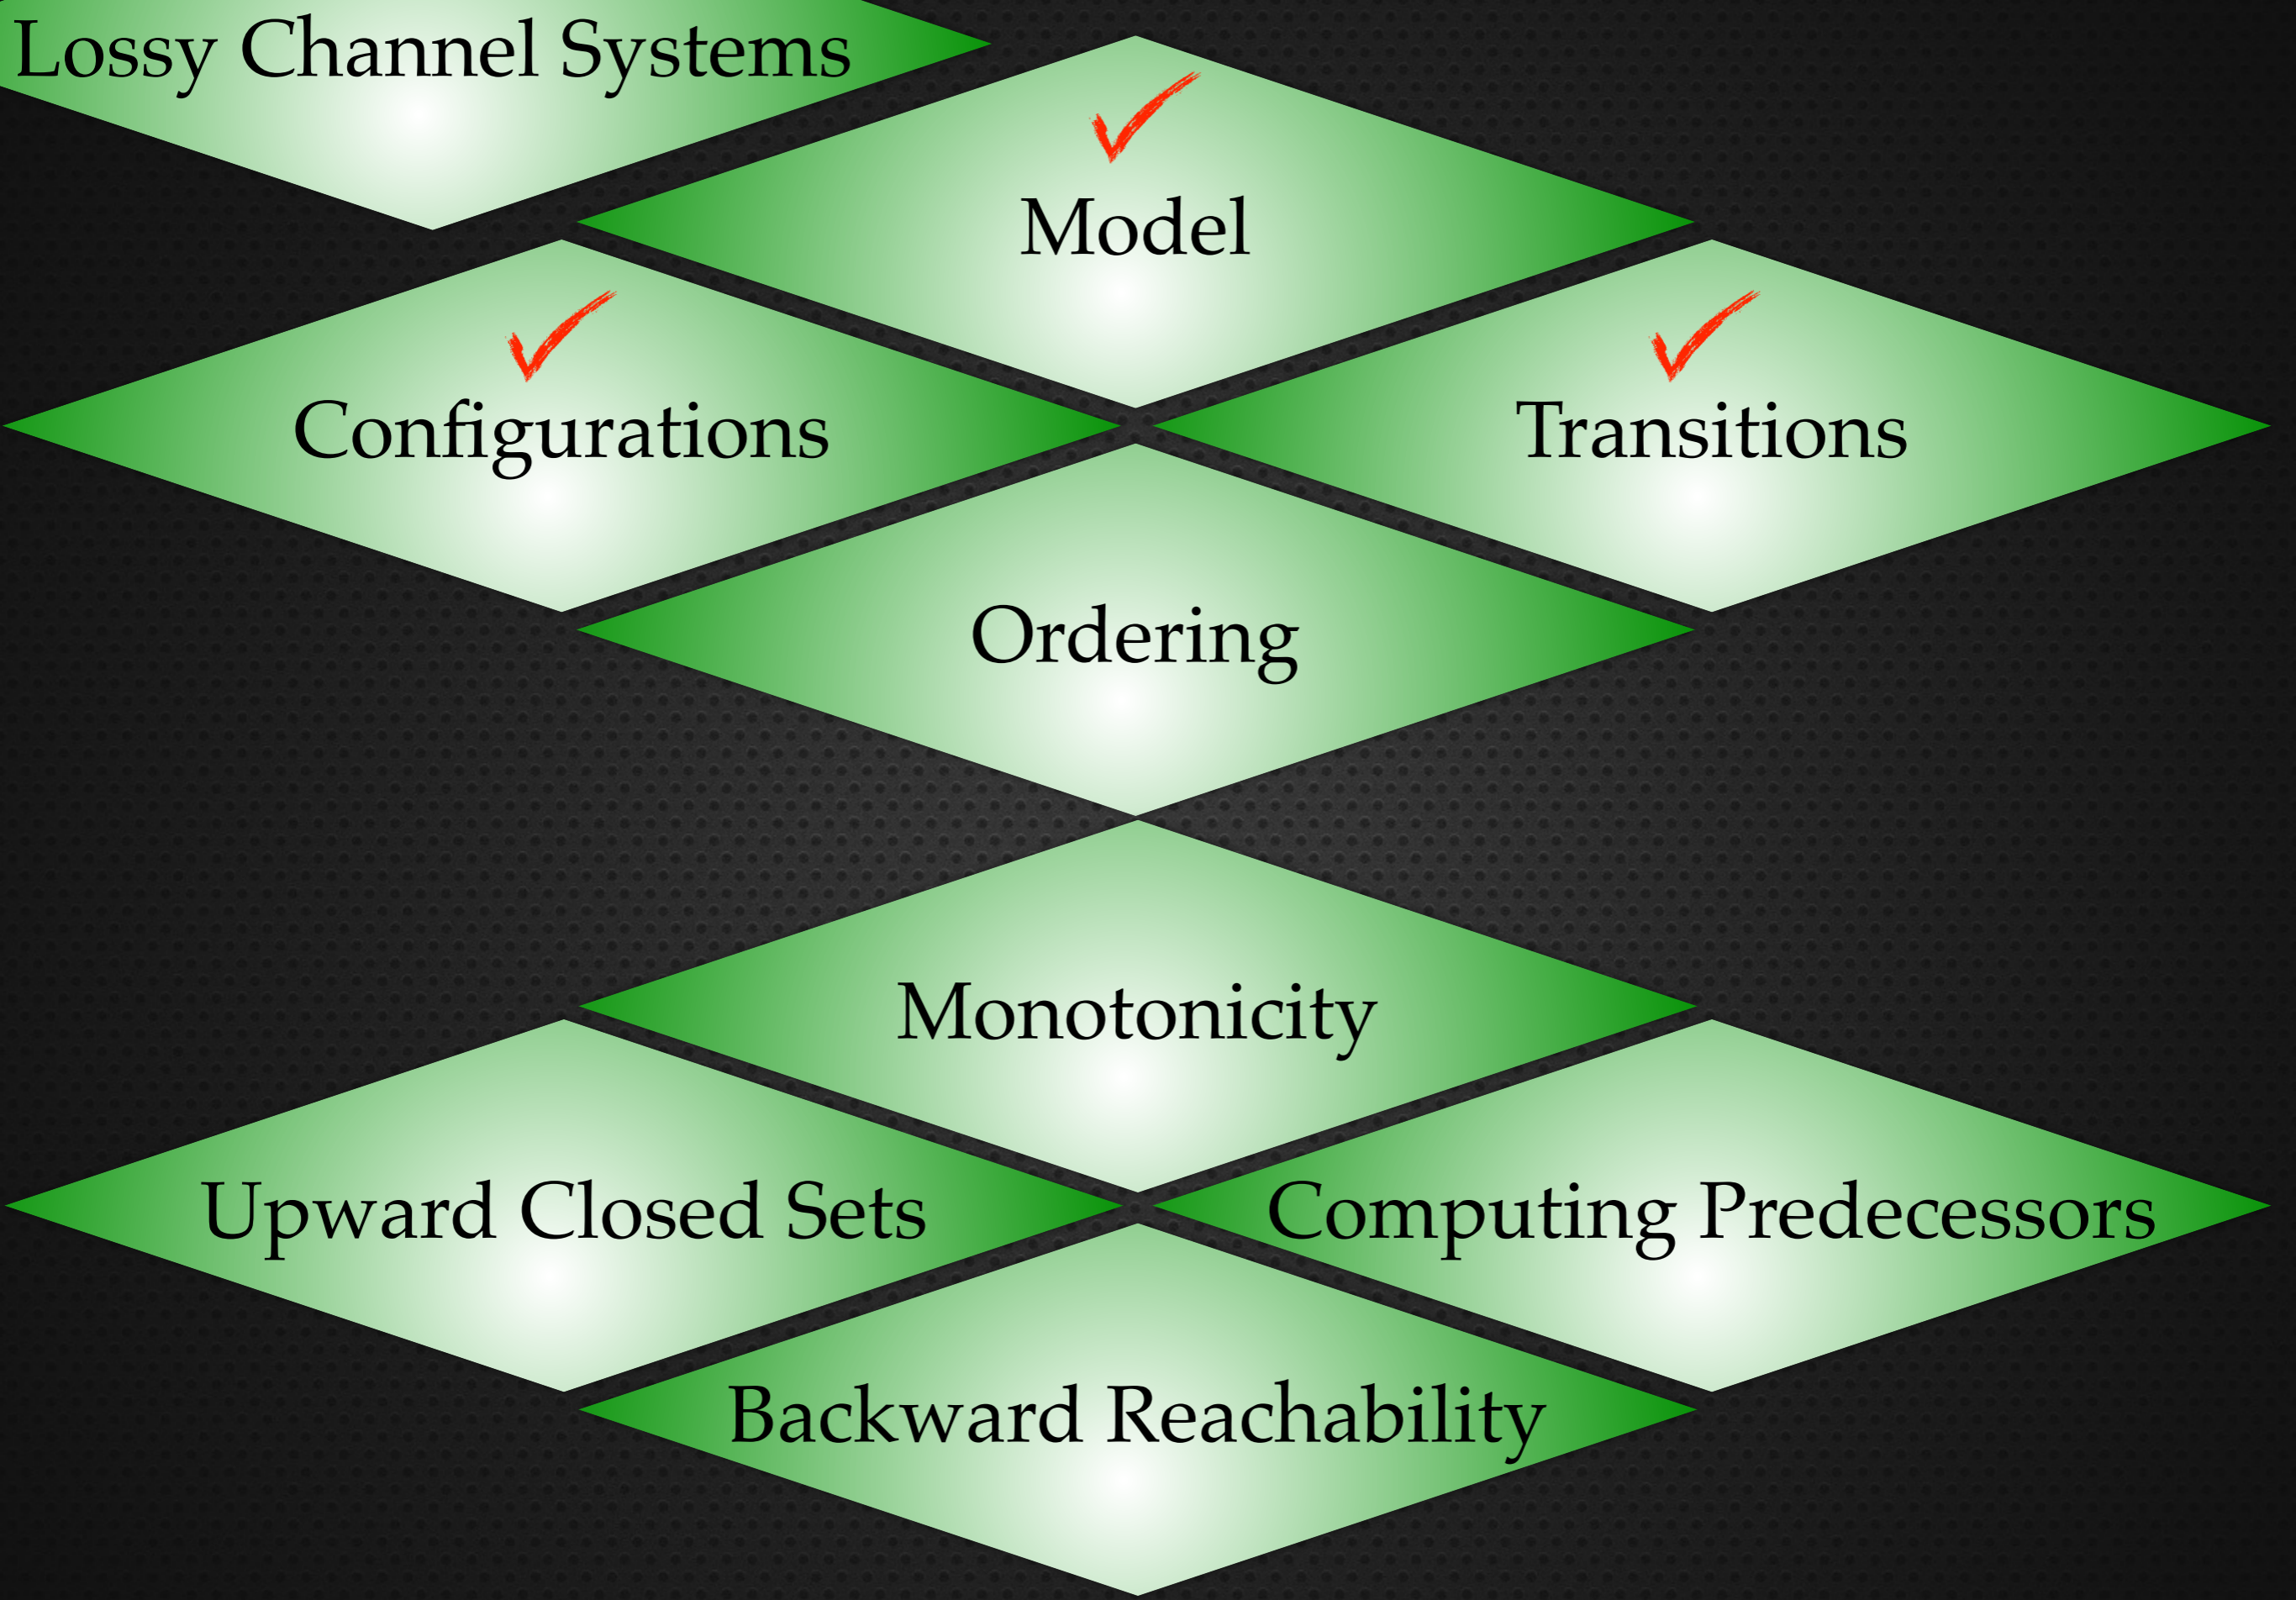 Lossy Channel Systems
Model
Configurations
Transitions
Ordering
Monotonicity
Upward Closed Sets
Computing Predecessors
Backward Reachability